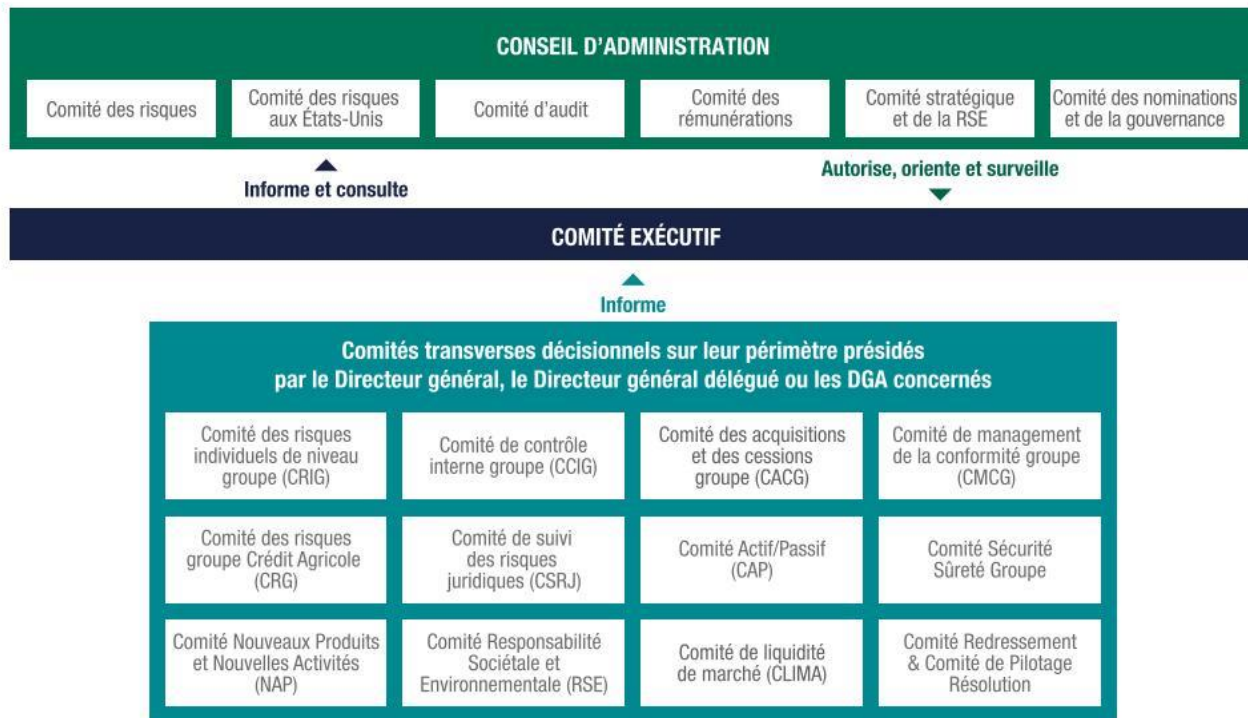 CONSEIL D'ADMINISTRATION
Comité des risques
Comité des risques
aux États-Unis
Comité d'audit
Comité des
rémunérations
Comité stratégique
et de la RSE
Comité des nominations
et de la gouvernance
Informe et consulte
Autorise, oriente et surveille
COMITÉ EXÉCUTIF
Informe
Comités transverses décisionnels sur leur périmètre présidés
par le Directeur général, le Directeur général délégué ou les DGA concernés
Comité des risques
individuels de niveau
groupe (CRIG)
Comité de contrôle
interne groupe (CCIG)
Comité des acquisitions
et des cessions
groupe (CACG)
Comité de management
de la conformité groupe
(CMCG)
Comité des risques
groupe Crédit Agricole
(CRG)
Comité de suivi
des risques
juridiques (CSRJ)
Comité Actif/Passif
(CAP)
Comité Sécurité
Sûreté Groupe
Comité Nouveaux Produits
et Nouvelles Activités
(NAP)
Comité Responsabilité
Sociétale et
Environnementale (RSE)
Comité de liquidité
de marché (CLIMA)
Comité Redressement
& Comité de Pilotage
Résolution